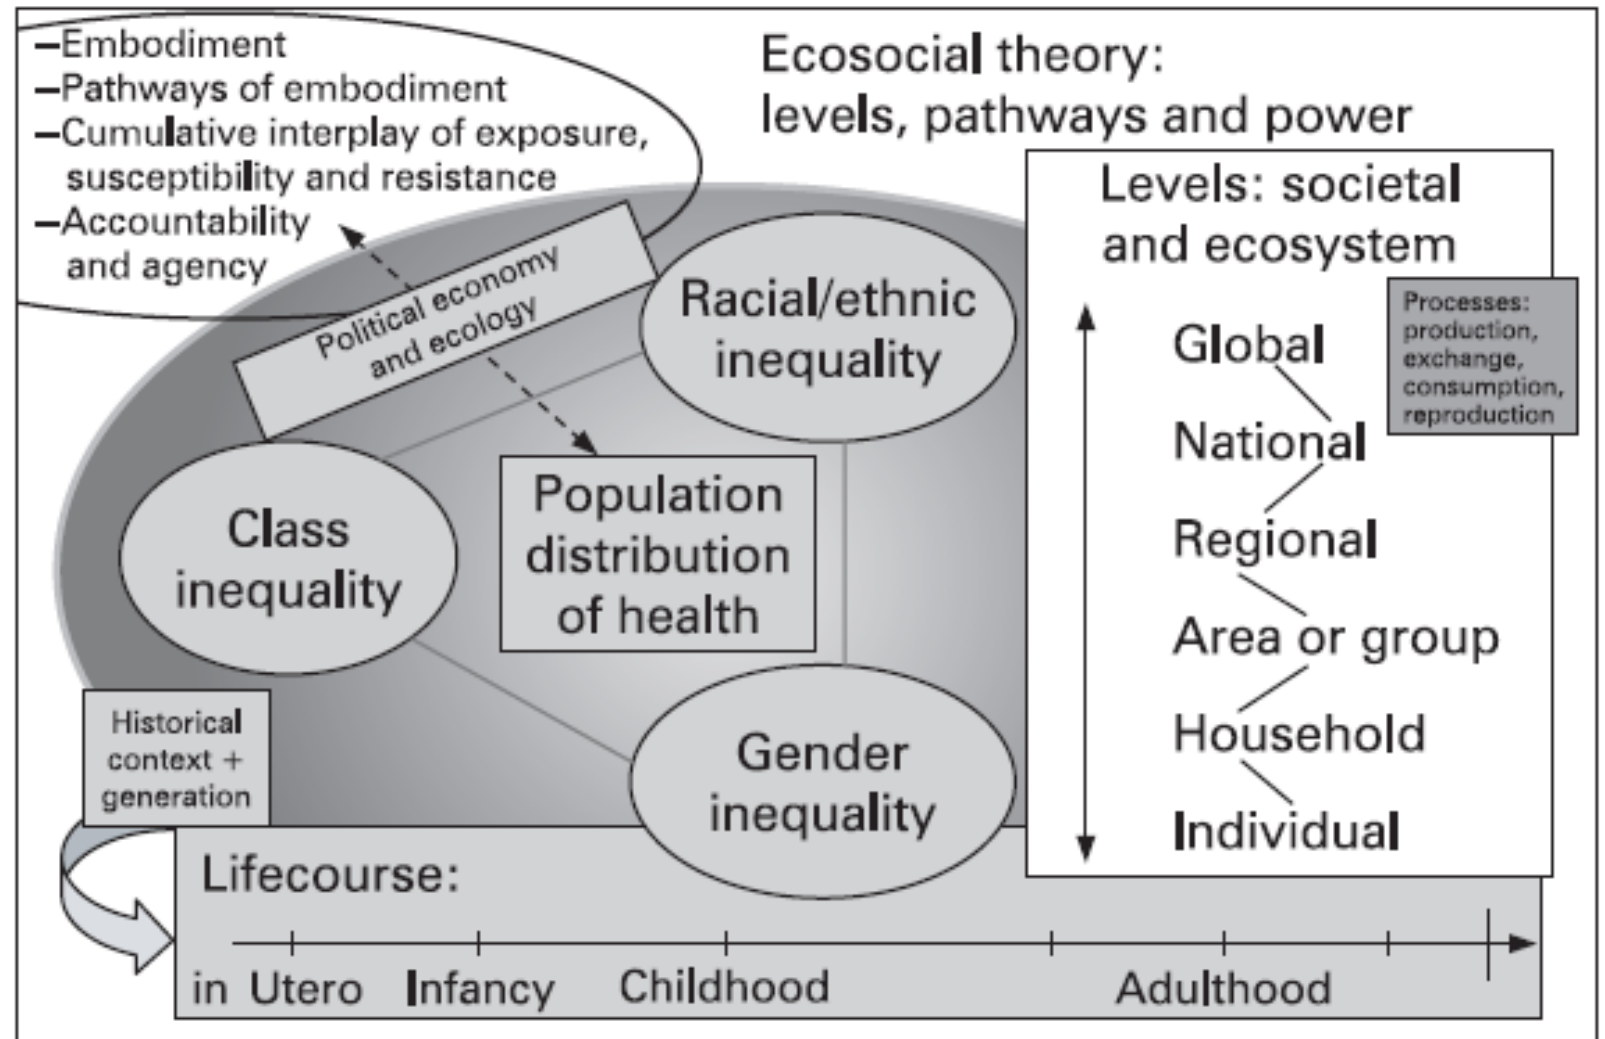 –Embodiment
–Pathways of embodiment
–Cumulative interplay of exposure,
susceptibility and resistance
–Accountability
and agency
Ecosocial theory:
levels, pathways and power
Levels: societal
and ecosystem
Processes:
production,
exchange,
consumption,
reproduction
Global
National
Regional
Area or group
Household
Individual
Political economy
and ecology
Racial/ethnic
inequality
Class
inequality
Population
distribution
of health
Gender
inequality
Historical
context +
generation
Lifecourse:
in Utero Infancy Childhood Adulthood